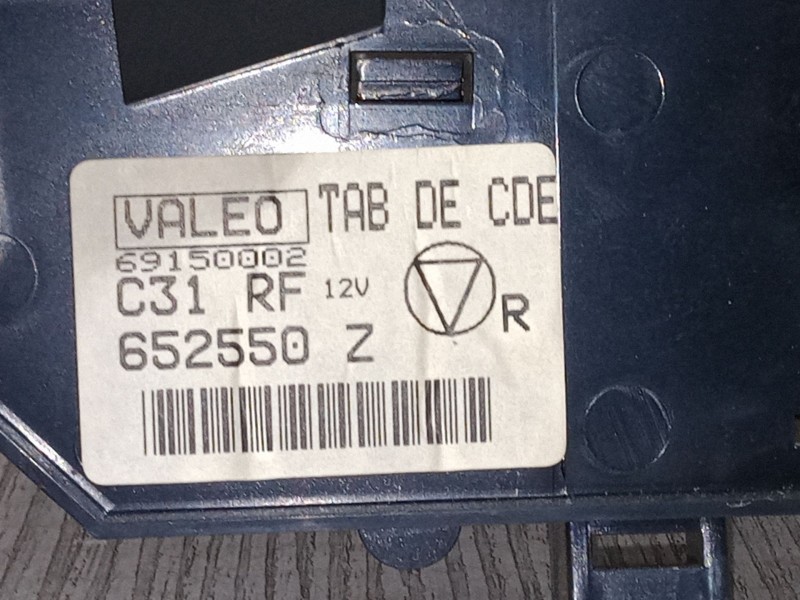 VALEO TAB DE CDE
69150002
C31 RF 12V R
652550 Z